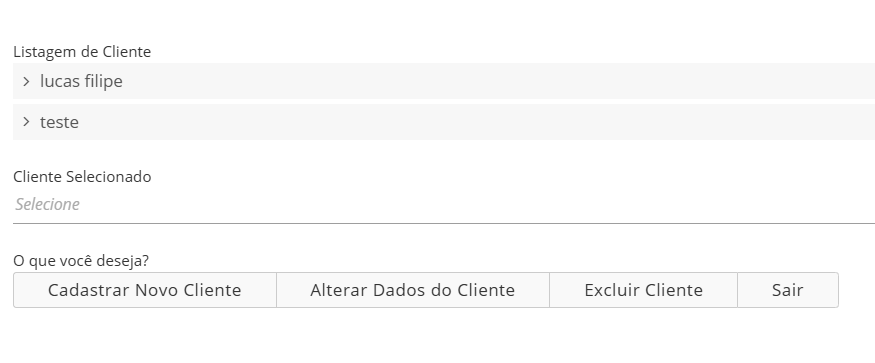 Listagem de Cliente
lucas filipe
teste
Cliente Selecionado
Selecione
O que você deseja?
Cadastrar Novo Cliente Alterar Dados do Cliente Excluir Cliente Sair